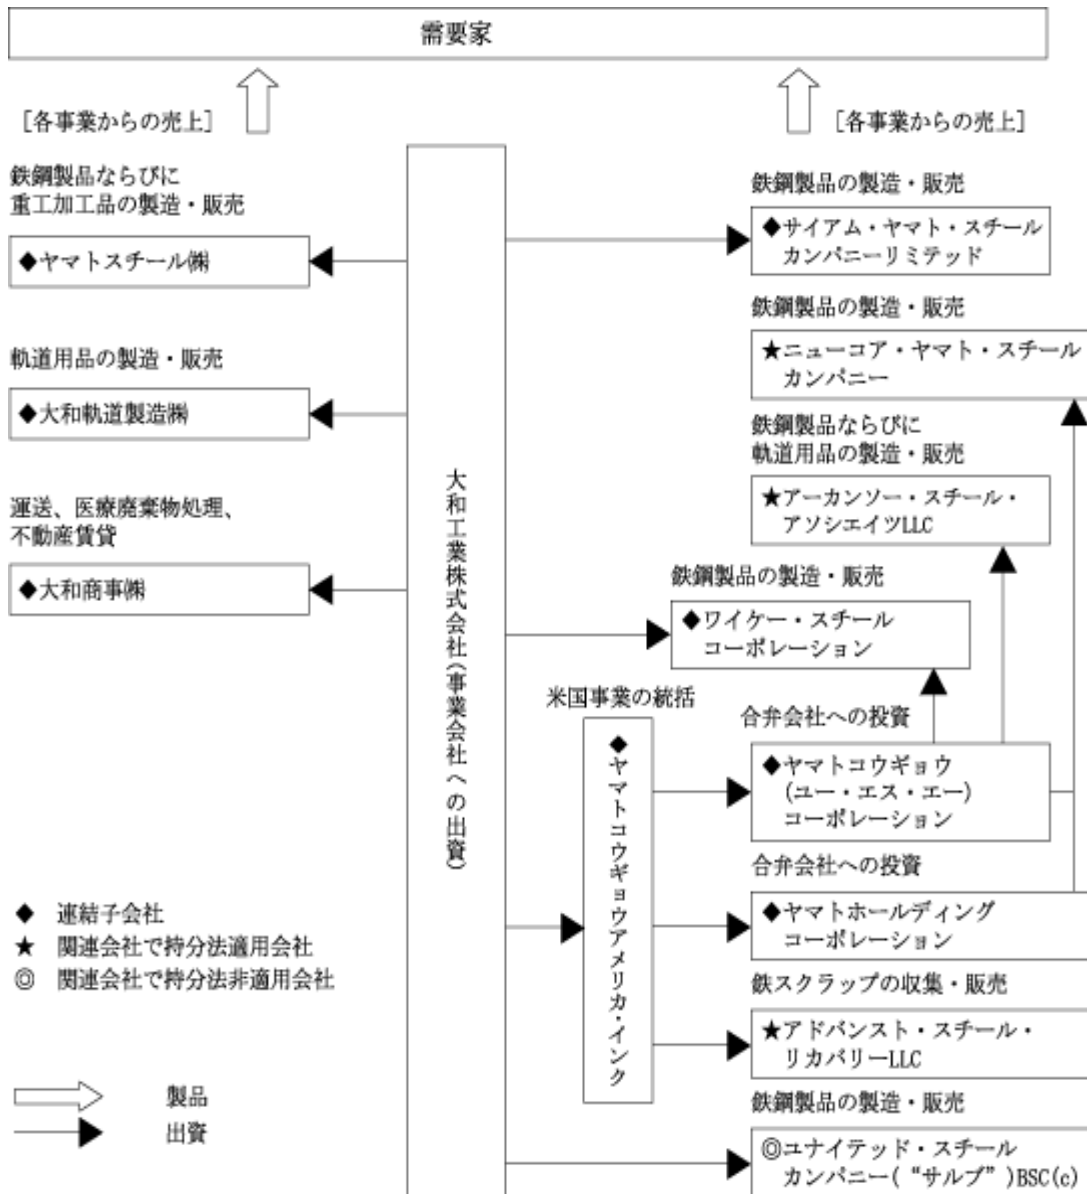 需要家
[各事業からの売上]
[各事業からの売上]
鉄鋼製品ならびに
重工加工品の製造・販売
◆ヤマトスチール㈱
軌道用品の製造・販売
◆大和軌道製造㈱
運送、医療廃棄物処理、
不動産賃貸
◆大和商事㈱
大和工業株式会社(事業会社への出資)
鉄鋼製品の製造・販売
◆サイアム・ヤマト・スチール
カンパニーリミテッド
鉄鋼製品の製造・販売
★ニューコア・ヤマト・スチール
カンパニー
鉄鋼製品ならびに
軌道用品の製造・販売
★アーカンソー・スチール・
アソシエイツLLC
鉄鋼製品の製造・販売
◆ワイケー・スチール
コーポレーション
米国事業の統括
◆ヤマトコウギョウアメリカ・インク
合弁会社への投資
◆ヤマトコウギョウ
(ユー・エス・エー)
コーポレーション
合弁会社への投資
◆ヤマトホールディング
コーポレーション
鉄スクラップの収集・販売
★アドバンスト・スチール・
リカバリーLLC
鉄鋼製品の製造・販売
◎ユナイテッド・スチール
カンパニー(“サルブ”)BSC(c)
◆ 連結子会社
★ 関連会社で持分法適用会社
◎ 関連会社で持分法非適用会社
製品
出資